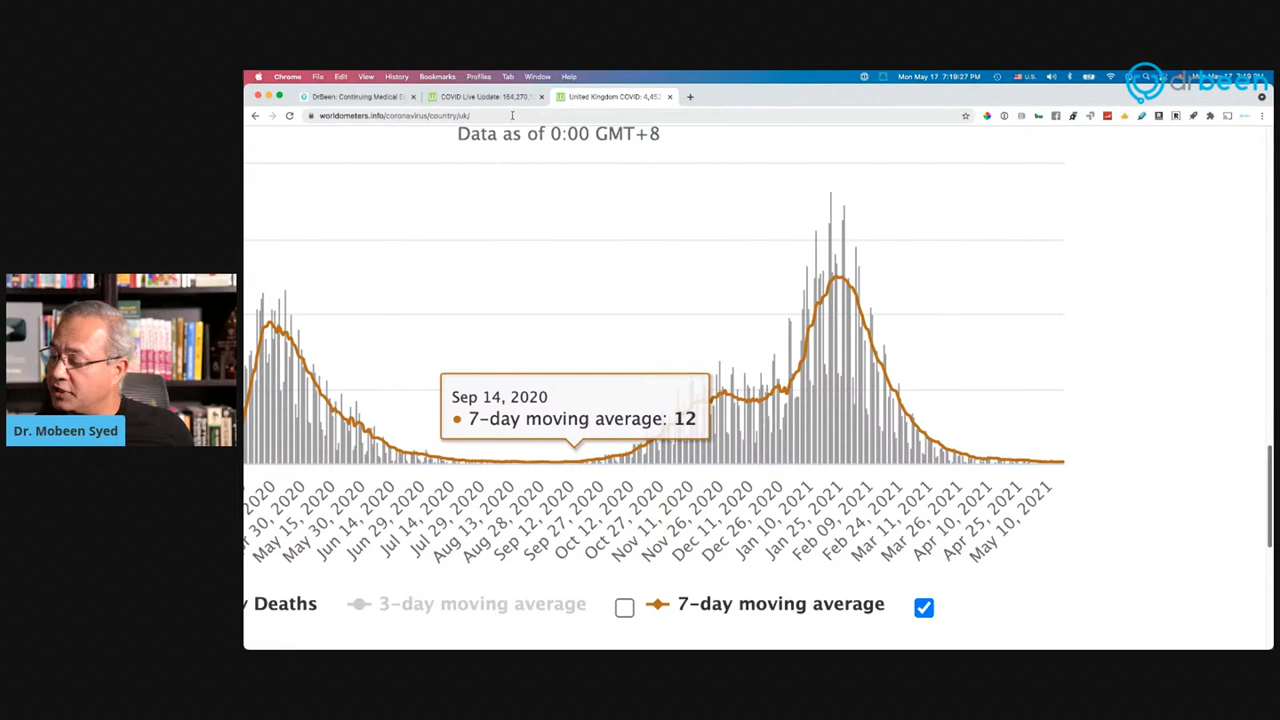 Chrome File Edit View History Bookmarks Profiles Tab Window Help
U.S.
Mon May 17 7:19:27 PM
drbeen
DrBeen: Continuing Medical E
COVID Live Update: 164,270,
United Kingdom COVID: 4,452
worldometers.info/coronavirus/country/uk/
Data as of 0:00 GMT+8
Sep 14, 2020
7-day moving average: 12
Dr. Mobeen Syed
2020
r 30, 2020
May 15, 2020
May 30, 2020
Jun 14, 2020
Jun 29, 2020
Jul 14, 2020
Jul 29, 2020
Aug 13, 2020
Aug 28, 2020
Sep 12, 2020
Sep 27, 2020
Oct 12, 2020
Oct 27, 2020
Nov 11, 2020
Nov 26, 2020
Dec 11, 2020
Dec 26, 2020
Jan 10, 2021
Jan 25, 2021
Feb 09, 2021
Feb 24, 2021
Mar 11, 2021
Mar 26, 2021
Apr 10, 2021
Apr 25, 2021
May 10, 2021
y Deaths
3-day moving average
7-day moving average